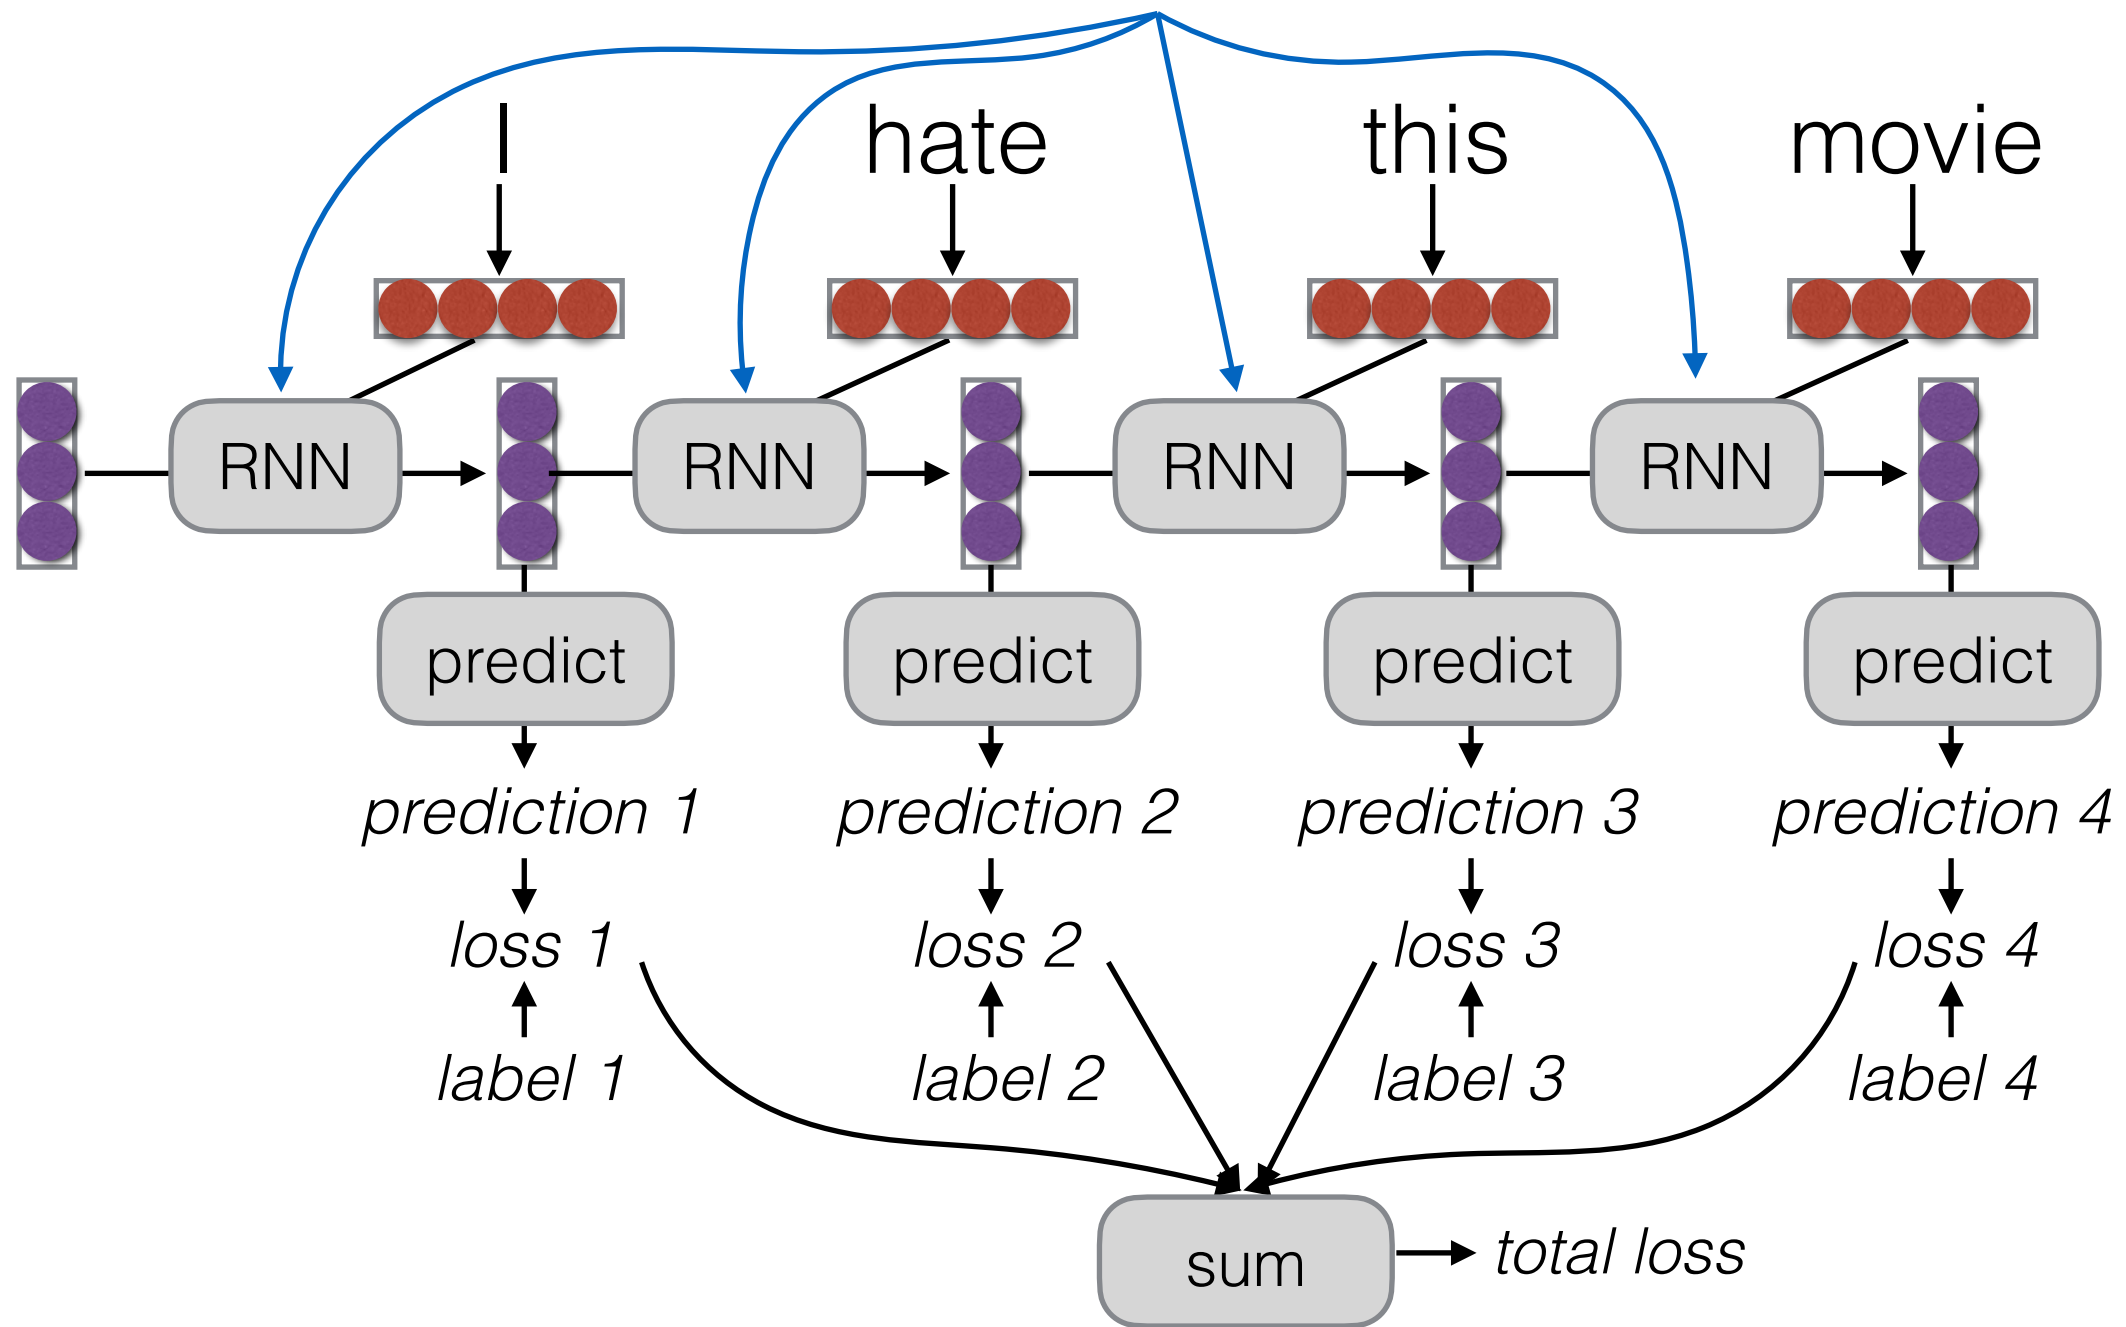 I hate this movie
RNN RNN RNN RNN
predict predict predict predict
prediction 1 prediction 2 prediction 3 prediction 4
loss 1 loss 2 loss 3 loss 4
label 1 label 2 label 3 label 4
sum total loss